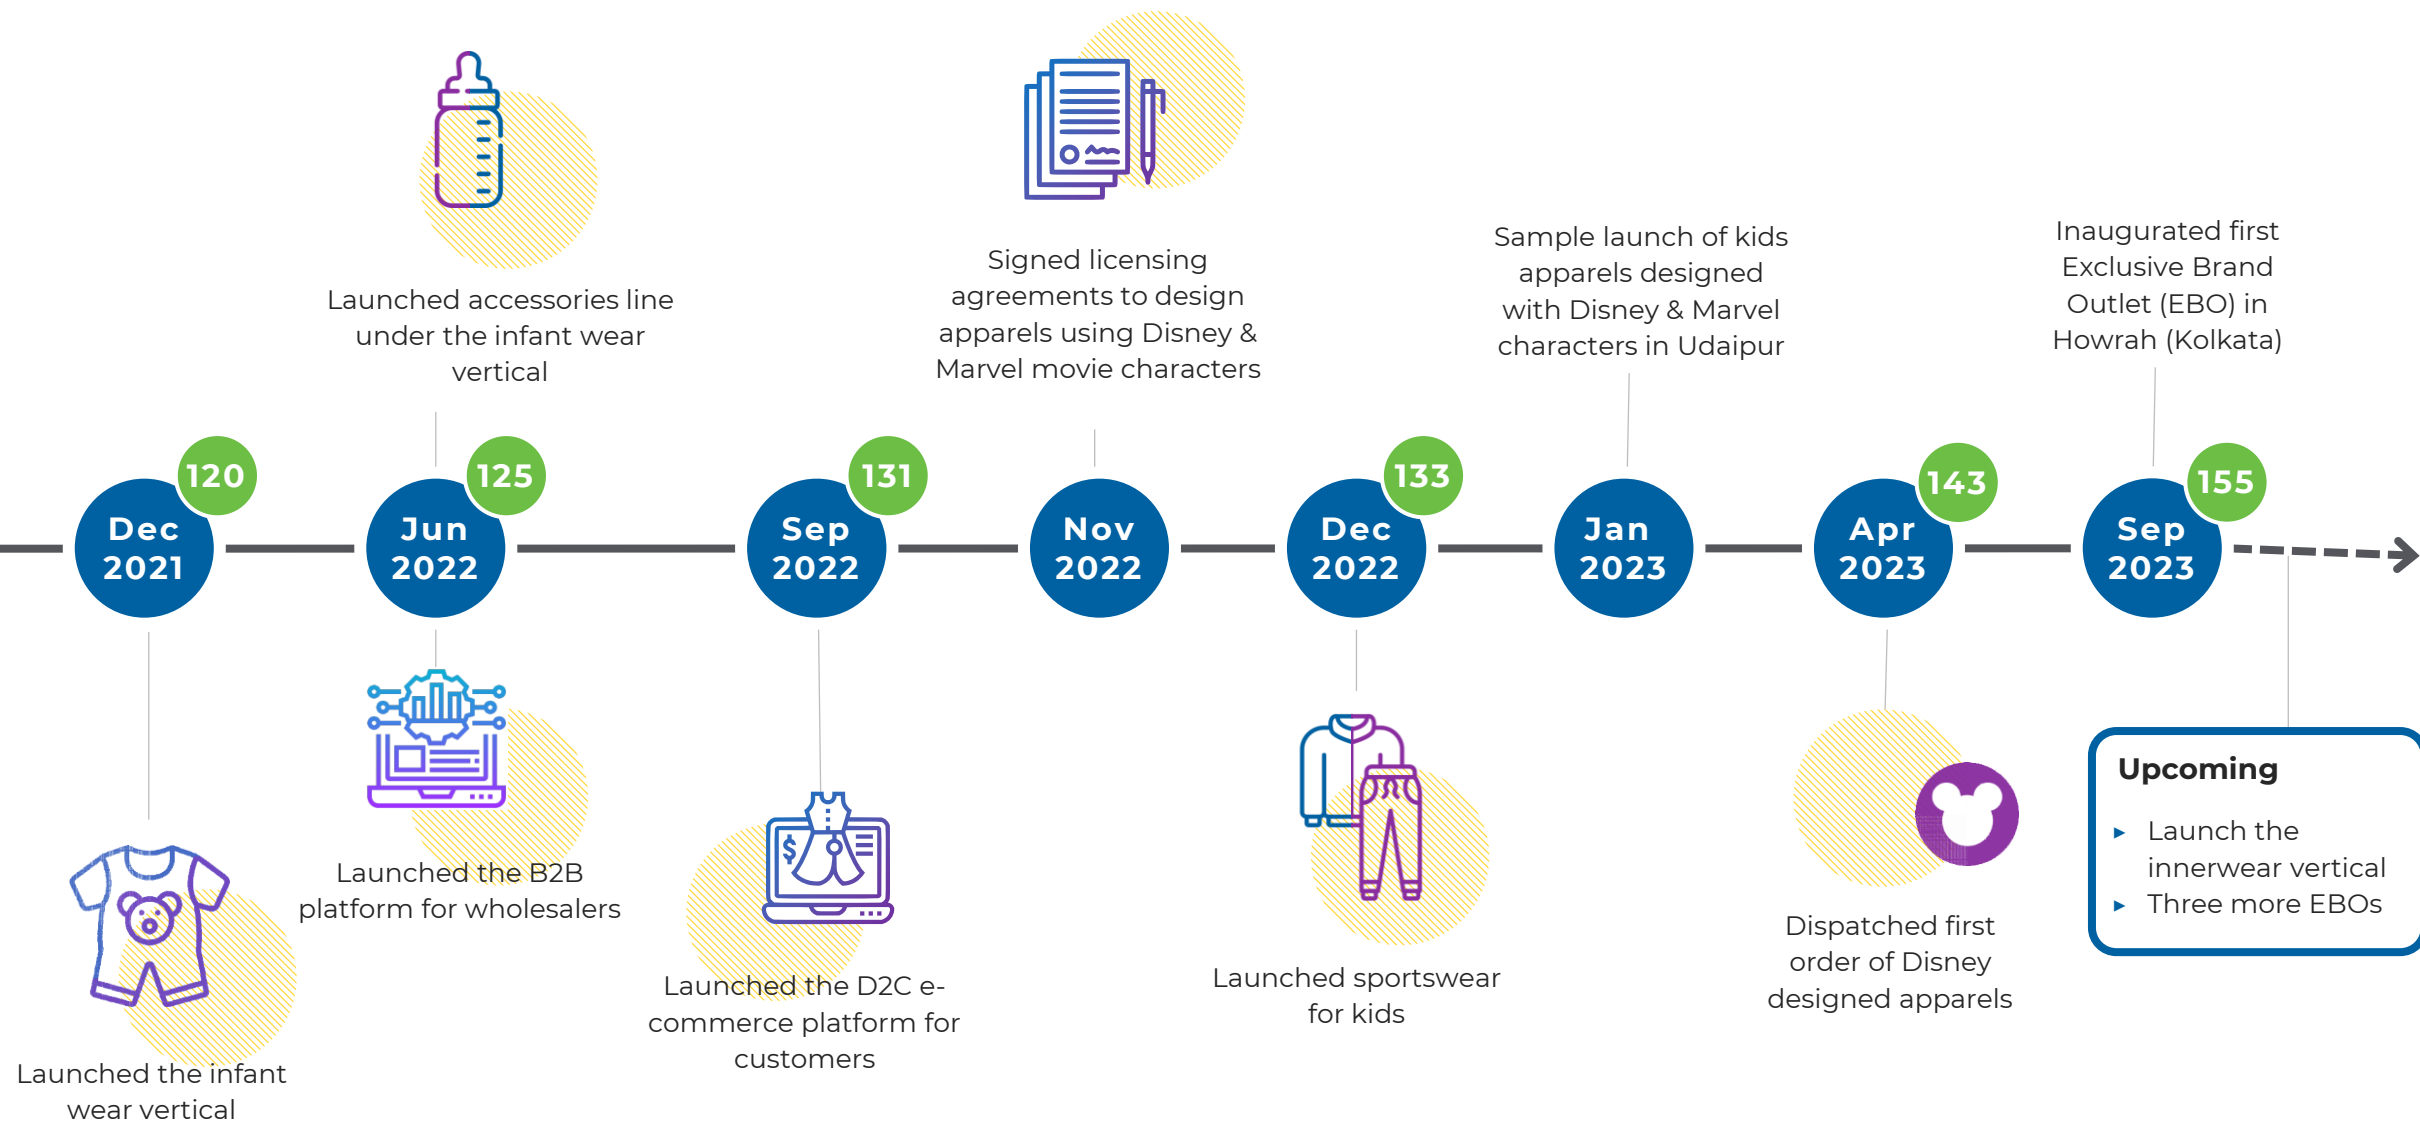 Launched accessories line
under the infant wear
vertical
Signed licensing
agreements to design
apparels using Disney &
Marvel movie characters
Sample launch of kids
apparels designed
with Disney & Marvel
characters in Udaipur
Inaugurated first
Exclusive Brand
Outlet (EBO) in
Howrah (Kolkata)
120
Dec
2021
125
Jun
2022
131
Sep
2022
Nov
2022
133
Dec
2022
Jan
2023
143
Apr
2023
155
Sep
2023
Launched the infant
wear vertical
Launched the B2B
platform for wholesalers
$
Launched the D2C e-
commerce platform for
customers
Launched sportswear
for kids
Dispatched first
order of Disney
designed apparels
Upcoming
▸ Launch the
innerwear vertical
▸ Three more EBOs